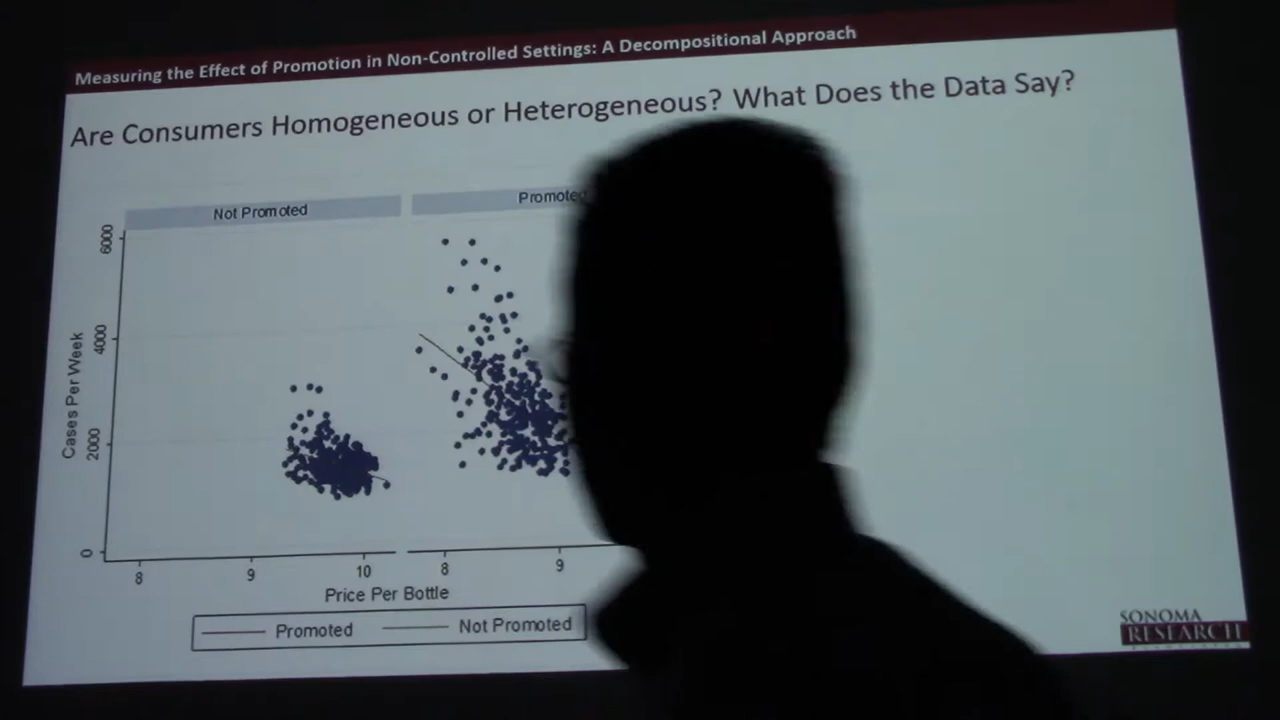 Measuring the Effect of Promotion in Non-Controlled Settings: A Decompositional Approach
Are Consumers Homogeneous or Heterogeneous? What Does the Data Say?
Not Promoted
Promoted
6000
4000
2000
0
Cases Per Week
8 9 10 8 9
Price Per Bottle
Promoted Not Promoted
SONOMA
RESEARCH